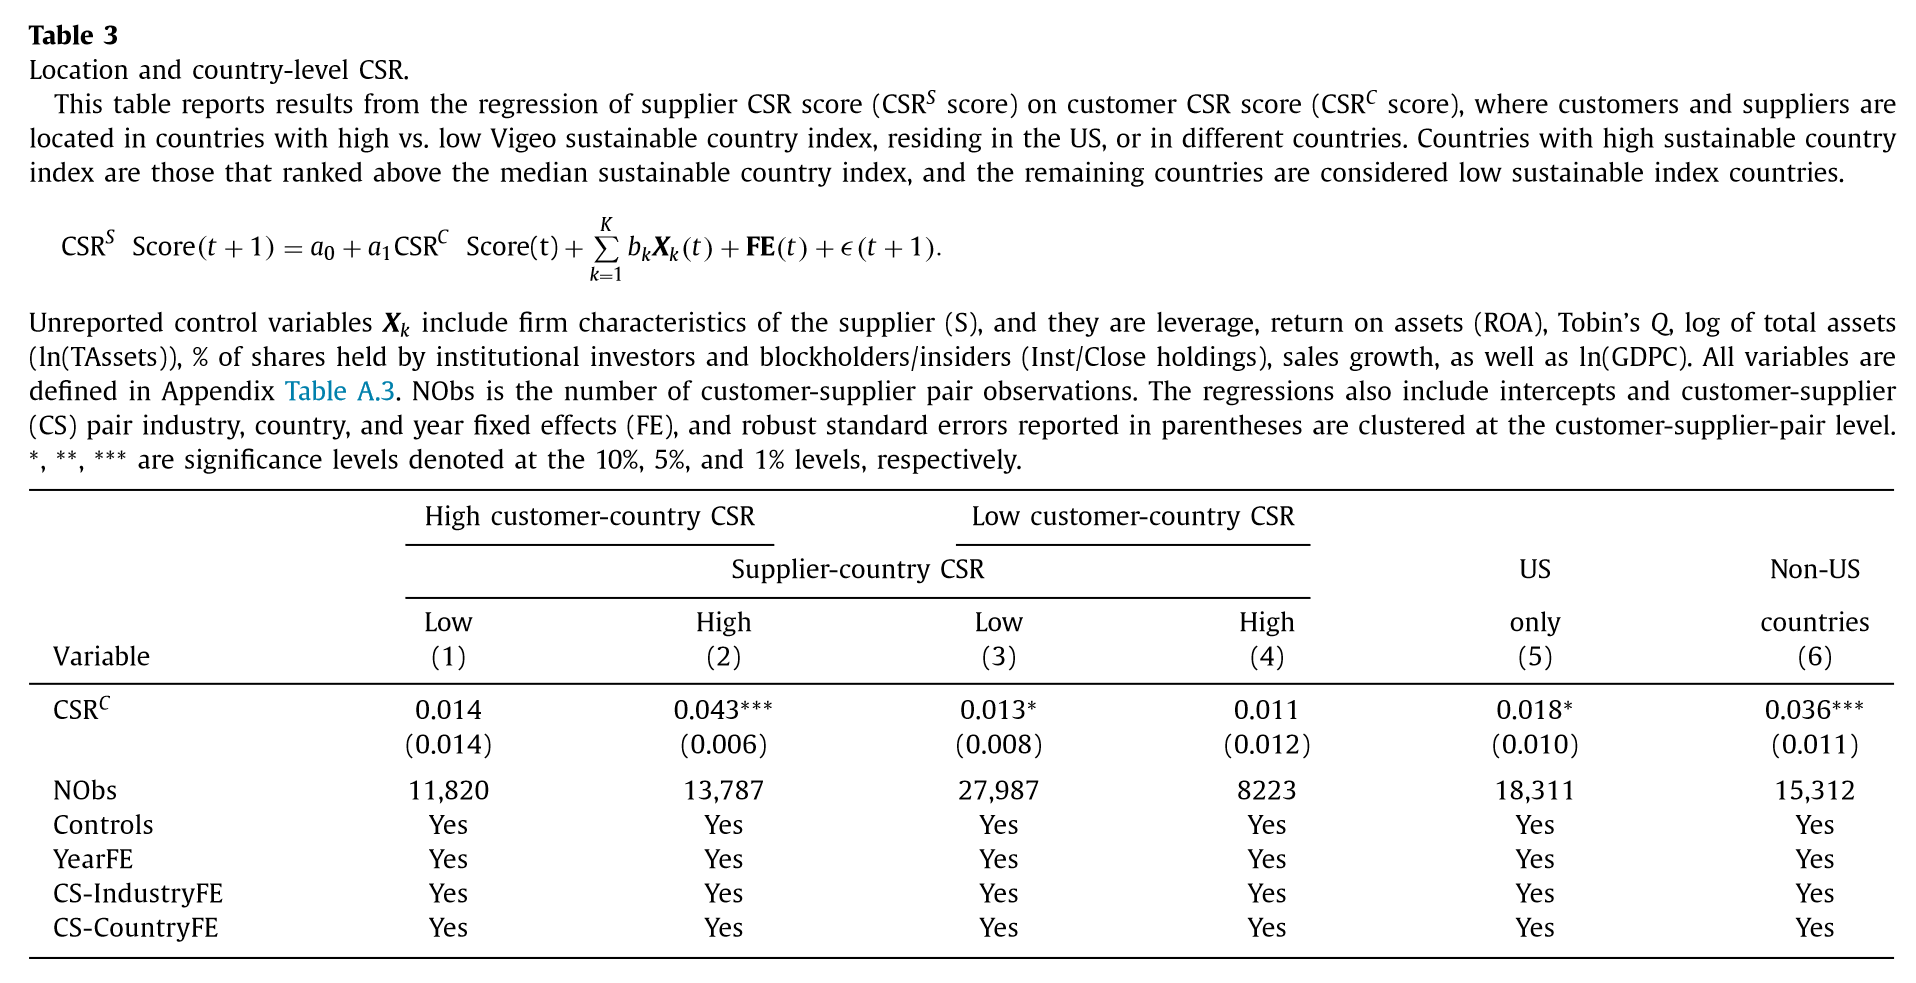 Table 3
Location and country-level CSR.
This table reports results from the regression of supplier CSR score (CSR^S score) on customer CSR score (CSR^C score), where customers and suppliers are
located in countries with high vs. low Vigeo sustainable country index, residing in the US, or in different countries. Countries with high sustainable country
index are those that ranked above the median sustainable country index, and the remaining countries are considered low sustainable index countries.
CSR^S Score(t + 1) = a_0 + a_1CSR^C Score(t) + ∑_{k=1}^{K} b_kX_k(t) + FE(t) + ϵ(t + 1).
Unreported control variables X_k include firm characteristics of the supplier (S), and they are leverage, return on assets (ROA), Tobin's Q, log of total assets
(ln(TAssets)), % of shares held by institutional investors and blockholders/insiders (Inst/Close holdings), sales growth, as well as ln(GDPC). All variables are
defined in Appendix Table A.3. NObs is the number of customer-supplier pair observations. The regressions also include intercepts and customer-supplier
(CS) pair industry, country, and year fixed effects (FE), and robust standard errors reported in parentheses are clustered at the customer-supplier-pair level.
*, **, *** are significance levels denoted at the 10%, 5%, and 1% levels, respectively.
High customer-country CSR Low customer-country CSR
Supplier-country CSR US Non-US
Low High Low High only countries
Variable (1) (2) (3) (4) (5) (6)
CSR^C 0.014 0.043*** 0.013* 0.011 0.018* 0.036***
(0.014) (0.006) (0.008) (0.012) (0.010) (0.011)
NObs 11,820 13,787 27,987 8223 18,311 15,312
Controls Yes Yes Yes Yes Yes Yes
YearFE Yes Yes Yes Yes Yes Yes
CS-IndustryFE Yes Yes Yes Yes Yes Yes
CS-CountryFE Yes Yes Yes Yes Yes Yes